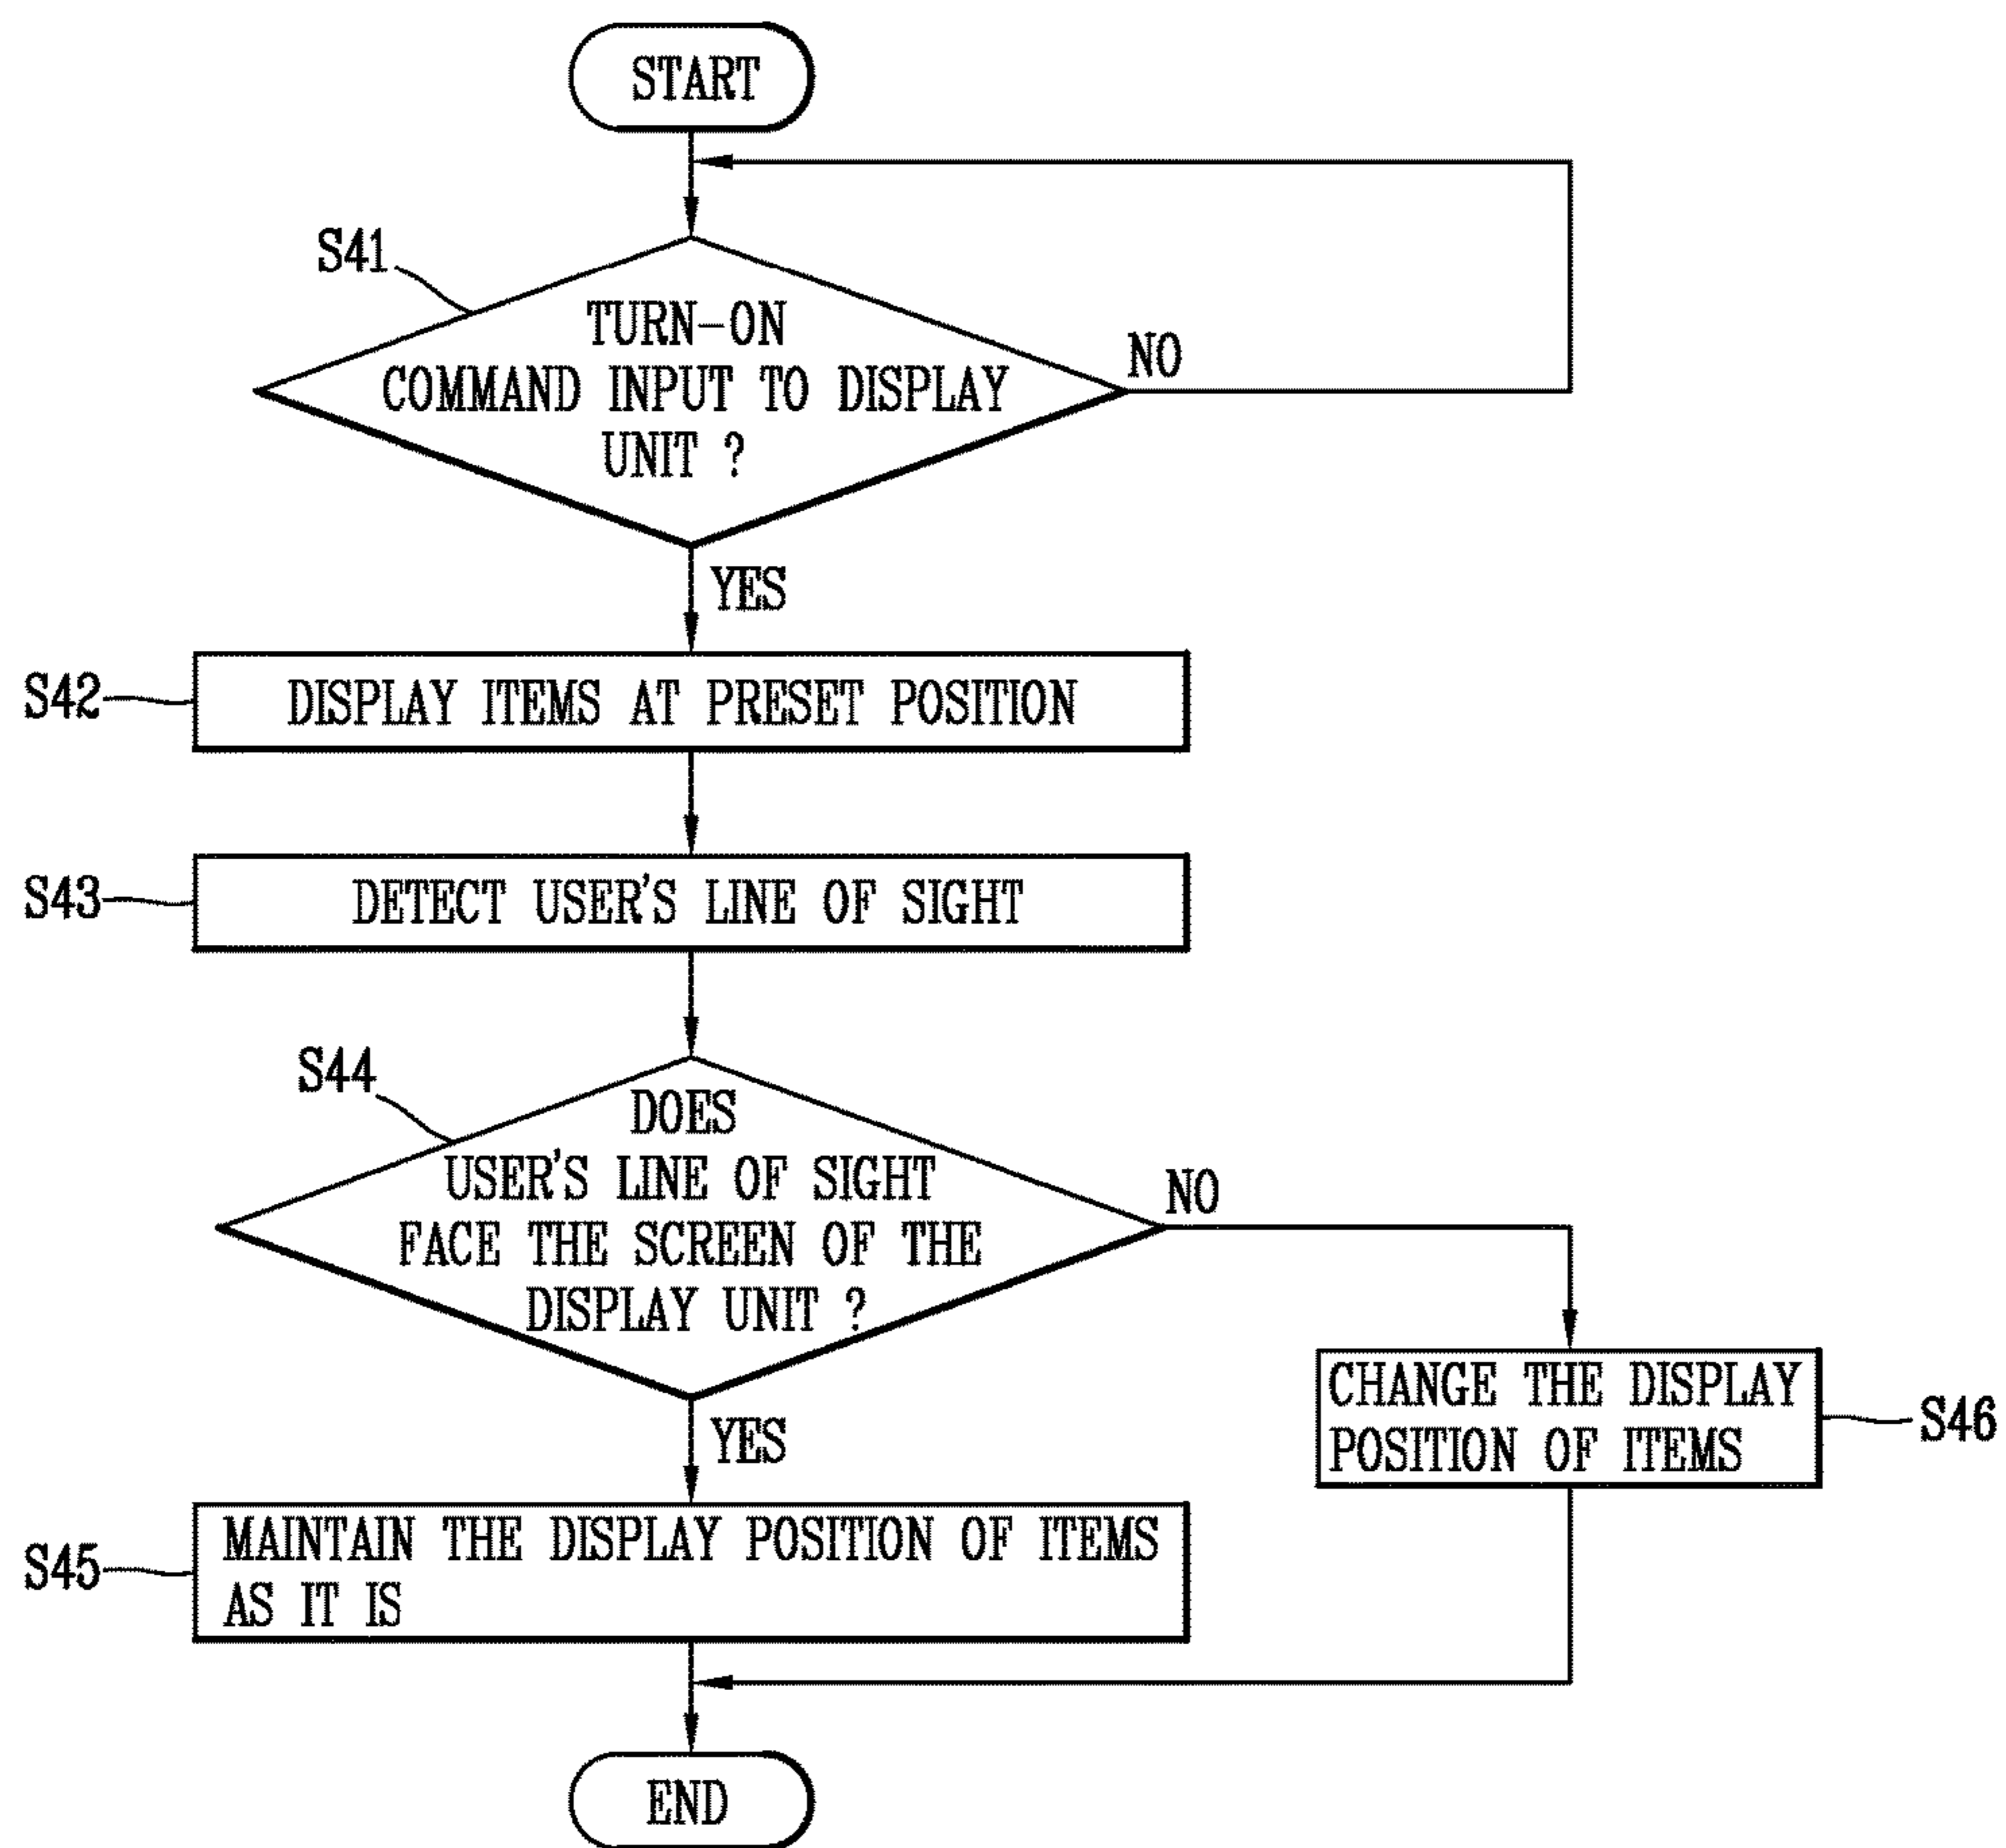 START
S41
TURN-ON
COMMAND INPUT TO DISPLAY
UNIT ?
NO
YES
S42
DISPLAY ITEMS AT PRESET POSITION
S43
DETECT USER'S LINE OF SIGHT
S44
DOES
USER'S LINE OF SIGHT
FACE THE SCREEN OF THE
DISPLAY UNIT ?
NO
YES
CHANGE THE DISPLAY
POSITION OF ITEMS
S46
S45
MAINTAIN THE DISPLAY POSITION OF ITEMS
AS IT IS
END